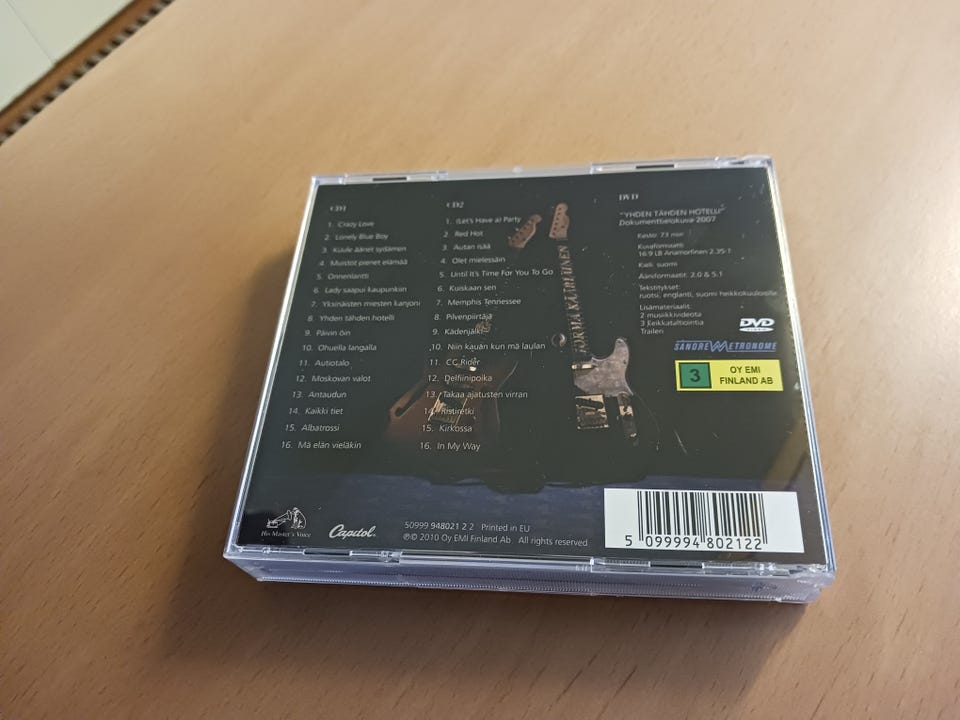 CD1
1. Crazy Love
2. Lonely Blue Boy
3. Kuule äänet sydämen
4. Muistot pienet elämää
5. Onnenlantti
6. Lady saapui kaupunkiin
7. Yksinäisten miesten kanjoni
8. Yhden tähden hotelli
9. Päivin öin
10. Ohuella langalla
11. Autiotalo
12. Moskovan valot
13. Antaudun
14. Kaikki tiet
15. Albatrossi
16. Mä elän vieläkin
CD2
1. (Let's Have a) Party
2. Red Hot
3. Autan isää
4. Olet mielessäin
5. Until It's Time For You To Go
6. Kuiskaan sen
7. Memphis Tennessee
8. Pilvenpiirtäjä
9. Kädenjälki
10. Niin kauan kun mä laulan
11. CC Rider
12. Delfiinipoika
13. Takaa ajatusten virran
14. Ristiretki
15. Kirkossa
16. In My Way
JORMA KÄÄRIÄINEN
DVD
"YHDEN TÄHDEN HOTELLI"
Dokumenttielokuva 2007
Kesto: 73 min
Kuvaformaatti:
16:9 LB Anamorfinen 2.35:1
Kieli: suomi
Ääniformaatit: 2.0 & 5.1
Tekstitykset:
ruotsi, englanti, suomi heikkokuuloisille
Lisämateriaalit:
2 musiikkivideota
3 keikkataltiointia
Traileri
DVD
VIDEO
SANDREW METRONOME
3
OY EMI
FINLAND AB
His Master's Voice
Capitol
50999 948021 2 2 Printed in EU
℗© 2010 Oy EMI Finland Ab All rights reserved
5 099994 802122